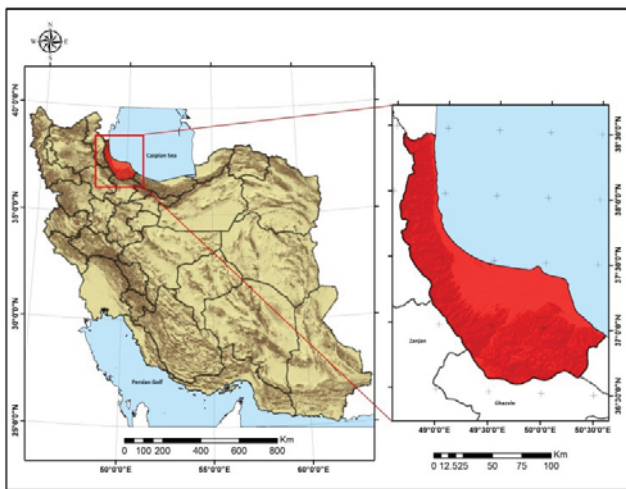 N
W E
S
40°0'0"N
35°0'0"N
30°0'0"N
25°0'0"N
Caspian Sea
Persian Golf
Km
0 100 200 400 600 800
50°0'0"E 55°0'0"E 60°0'0"E
38°30'0"N
38°0'0"N
37°30'0"N
37°0'0"N
36°30'0"N
Zanjan
Ghazvin
49°0'0"E 49°30'0"E 50°0'0"E 50°30'0"E
Km
0 12.525 50 75 100